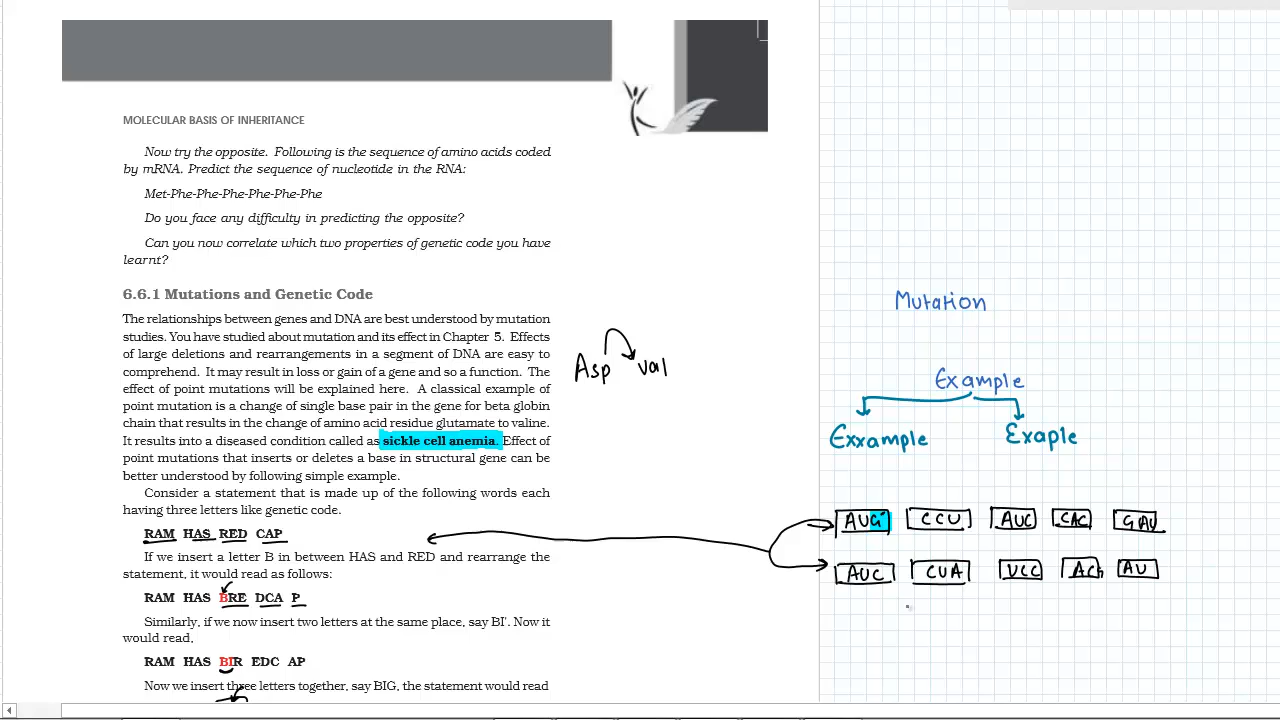 MOLECULAR BASIS OF INHERITANCE
Now try the opposite. Following is the sequence of amino acids coded
by mRNA. Predict the sequence of nucleotide in the RNA:
Met-Phe-Phe-Phe-Phe-Phe-Phe
Do you face any difficulty in predicting the opposite?
Can you now correlate which two properties of genetic code you have
learnt?
6.6.1 Mutations and Genetic Code
The relationships between genes and DNA are best understood by mutation
studies. You have studied about mutation and its effect in Chapter 5. Effects
of large deletions and rearrangements in a segment of DNA are easy to
comprehend. It may result in loss or gain of a gene and so a function. The
effect of point mutations will be explained here. A classical example of
point mutation is a change of single base pair in the gene for beta globin
chain that results in the change of amino acid residue glutamate to valine.
It results into a diseased condition called as sickle cell anemia. Effect of
point mutations that inserts or deletes a base in structural gene can be
better understood by following simple example.
Consider a statement that is made up of the following words each
having three letters like genetic code.
RAM HAS RED CAP
If we insert a letter B in between HAS and RED and rearrange the
statement, it would read as follows:
RAM HAS BRE DCA P
Similarly, if we now insert two letters at the same place, say BI'. Now it
would read,
RAM HAS BIR EDC AP
Now we insert three letters together, say BIG, the statement would read
Asp val
Mutation
Example
Exxample Exaple
AUG CCU AUC CAC GAU
AUC CUA UCC ACG AU